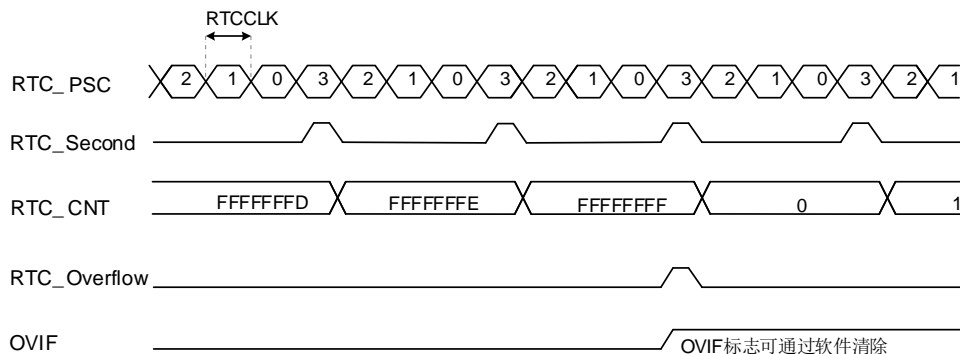 RTCCLK
RTC_PSC 2 1 0 3 2 1 0 3 2 1 0 3 2 1 0 3 2 1
RTC_Second
RTC_CNT FFFFFFFD FFFFFFFE FFFFFFFF 0 1
RTC_Overflow
OVIF OVIF标志可通过软件清除